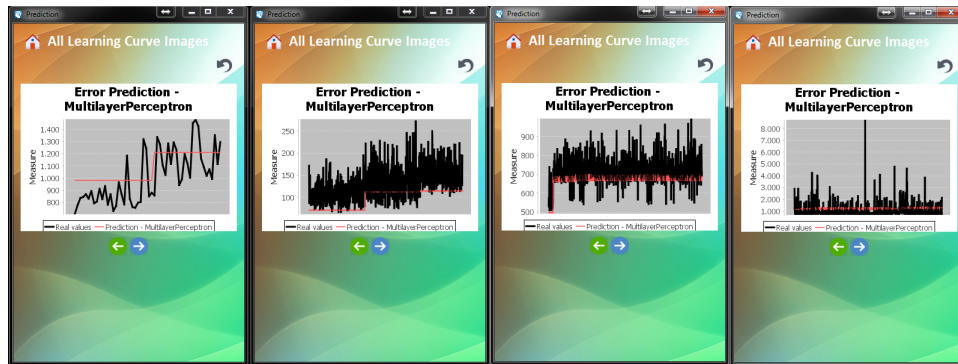 Prediction
All Learning Curve Images
Error Prediction -
MultilayerPerceptron
1.400
1.300
1.200
1.100
1.000
900
800
Measure
Real values Prediction - MultilayerPerceptron
Prediction
All Learning Curve Images
Error Prediction -
MultilayerPerceptron
250
200
150
100
Measure
Real values Prediction - MultilayerPerceptron
Prediction
All Learning Curve Images
Error Prediction -
MultilayerPerceptron
900
800
700
600
500
Measure
Real values Prediction - MultilayerPerceptron
Prediction
All Learning Curve Images
Error Prediction -
MultilayerPerceptron
8.000
7.000
6.000
5.000
4.000
3.000
2.000
1.000
Measure
Real values Prediction - MultilayerPerceptron